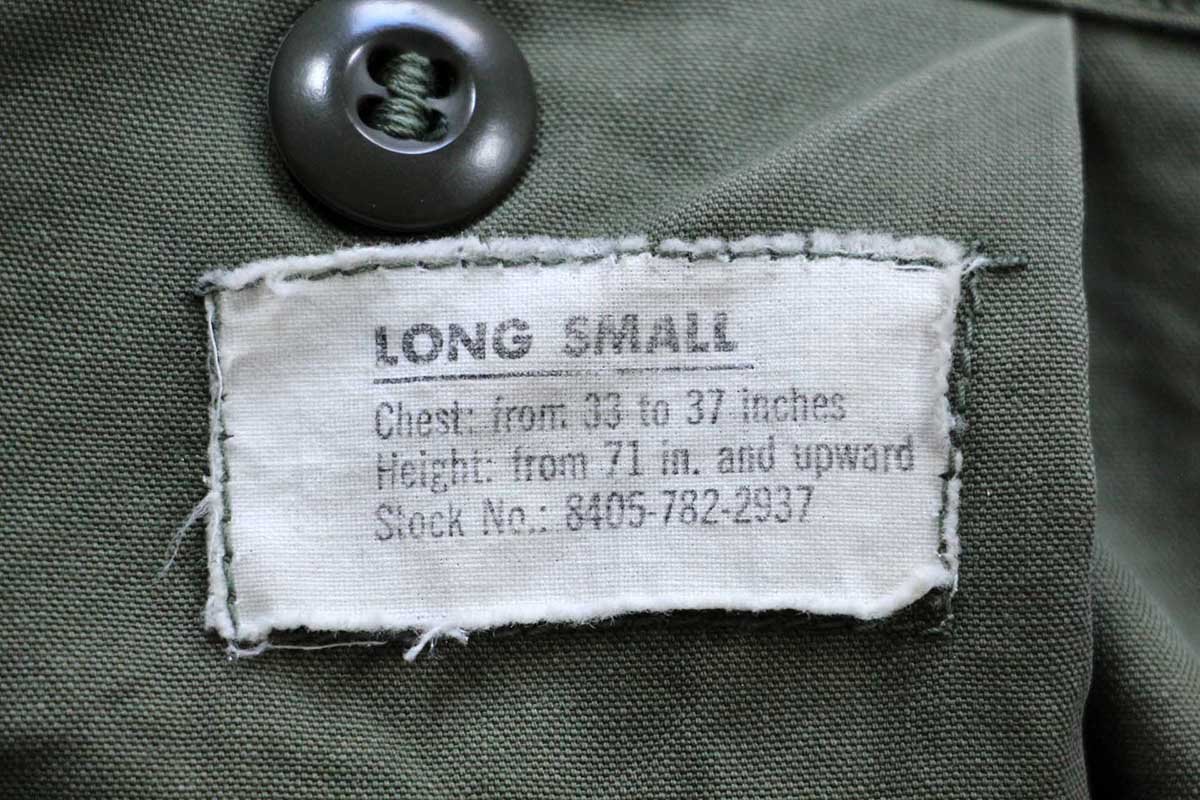 LONG SMALL
Chest: from 33 to 37 inches
Height: from 71 in. and upward
Stock No.: 8405-782-2937